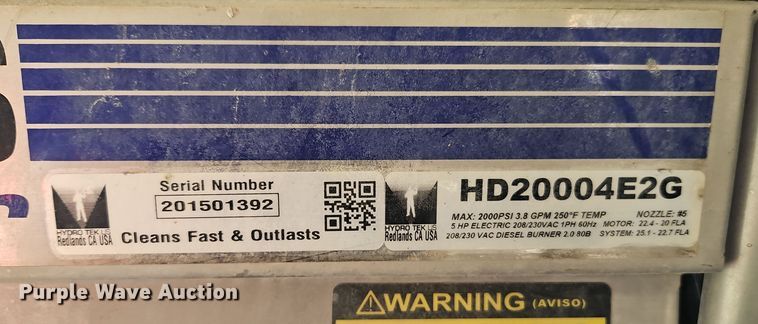 Serial Number
201501392
HYDRO TEK US
Redlands CA USA
Cleans Fast & Outlasts
HYDRO TEK US
Redlands CA USA
HD20004E2G
MAX: 2000PSI 3.8 GPM 250°F TEMP NOZZLE: #5
5 HP ELECTRIC 208/230VAC 1PH 60Hz MOTOR: 22.4 - 20 FLA
208/230 VAC DIESEL BURNER 2.0 80B SYSTEM: 25.1 - 22.7 FLA
Purple Wave Auction
WARNING (AVISO)